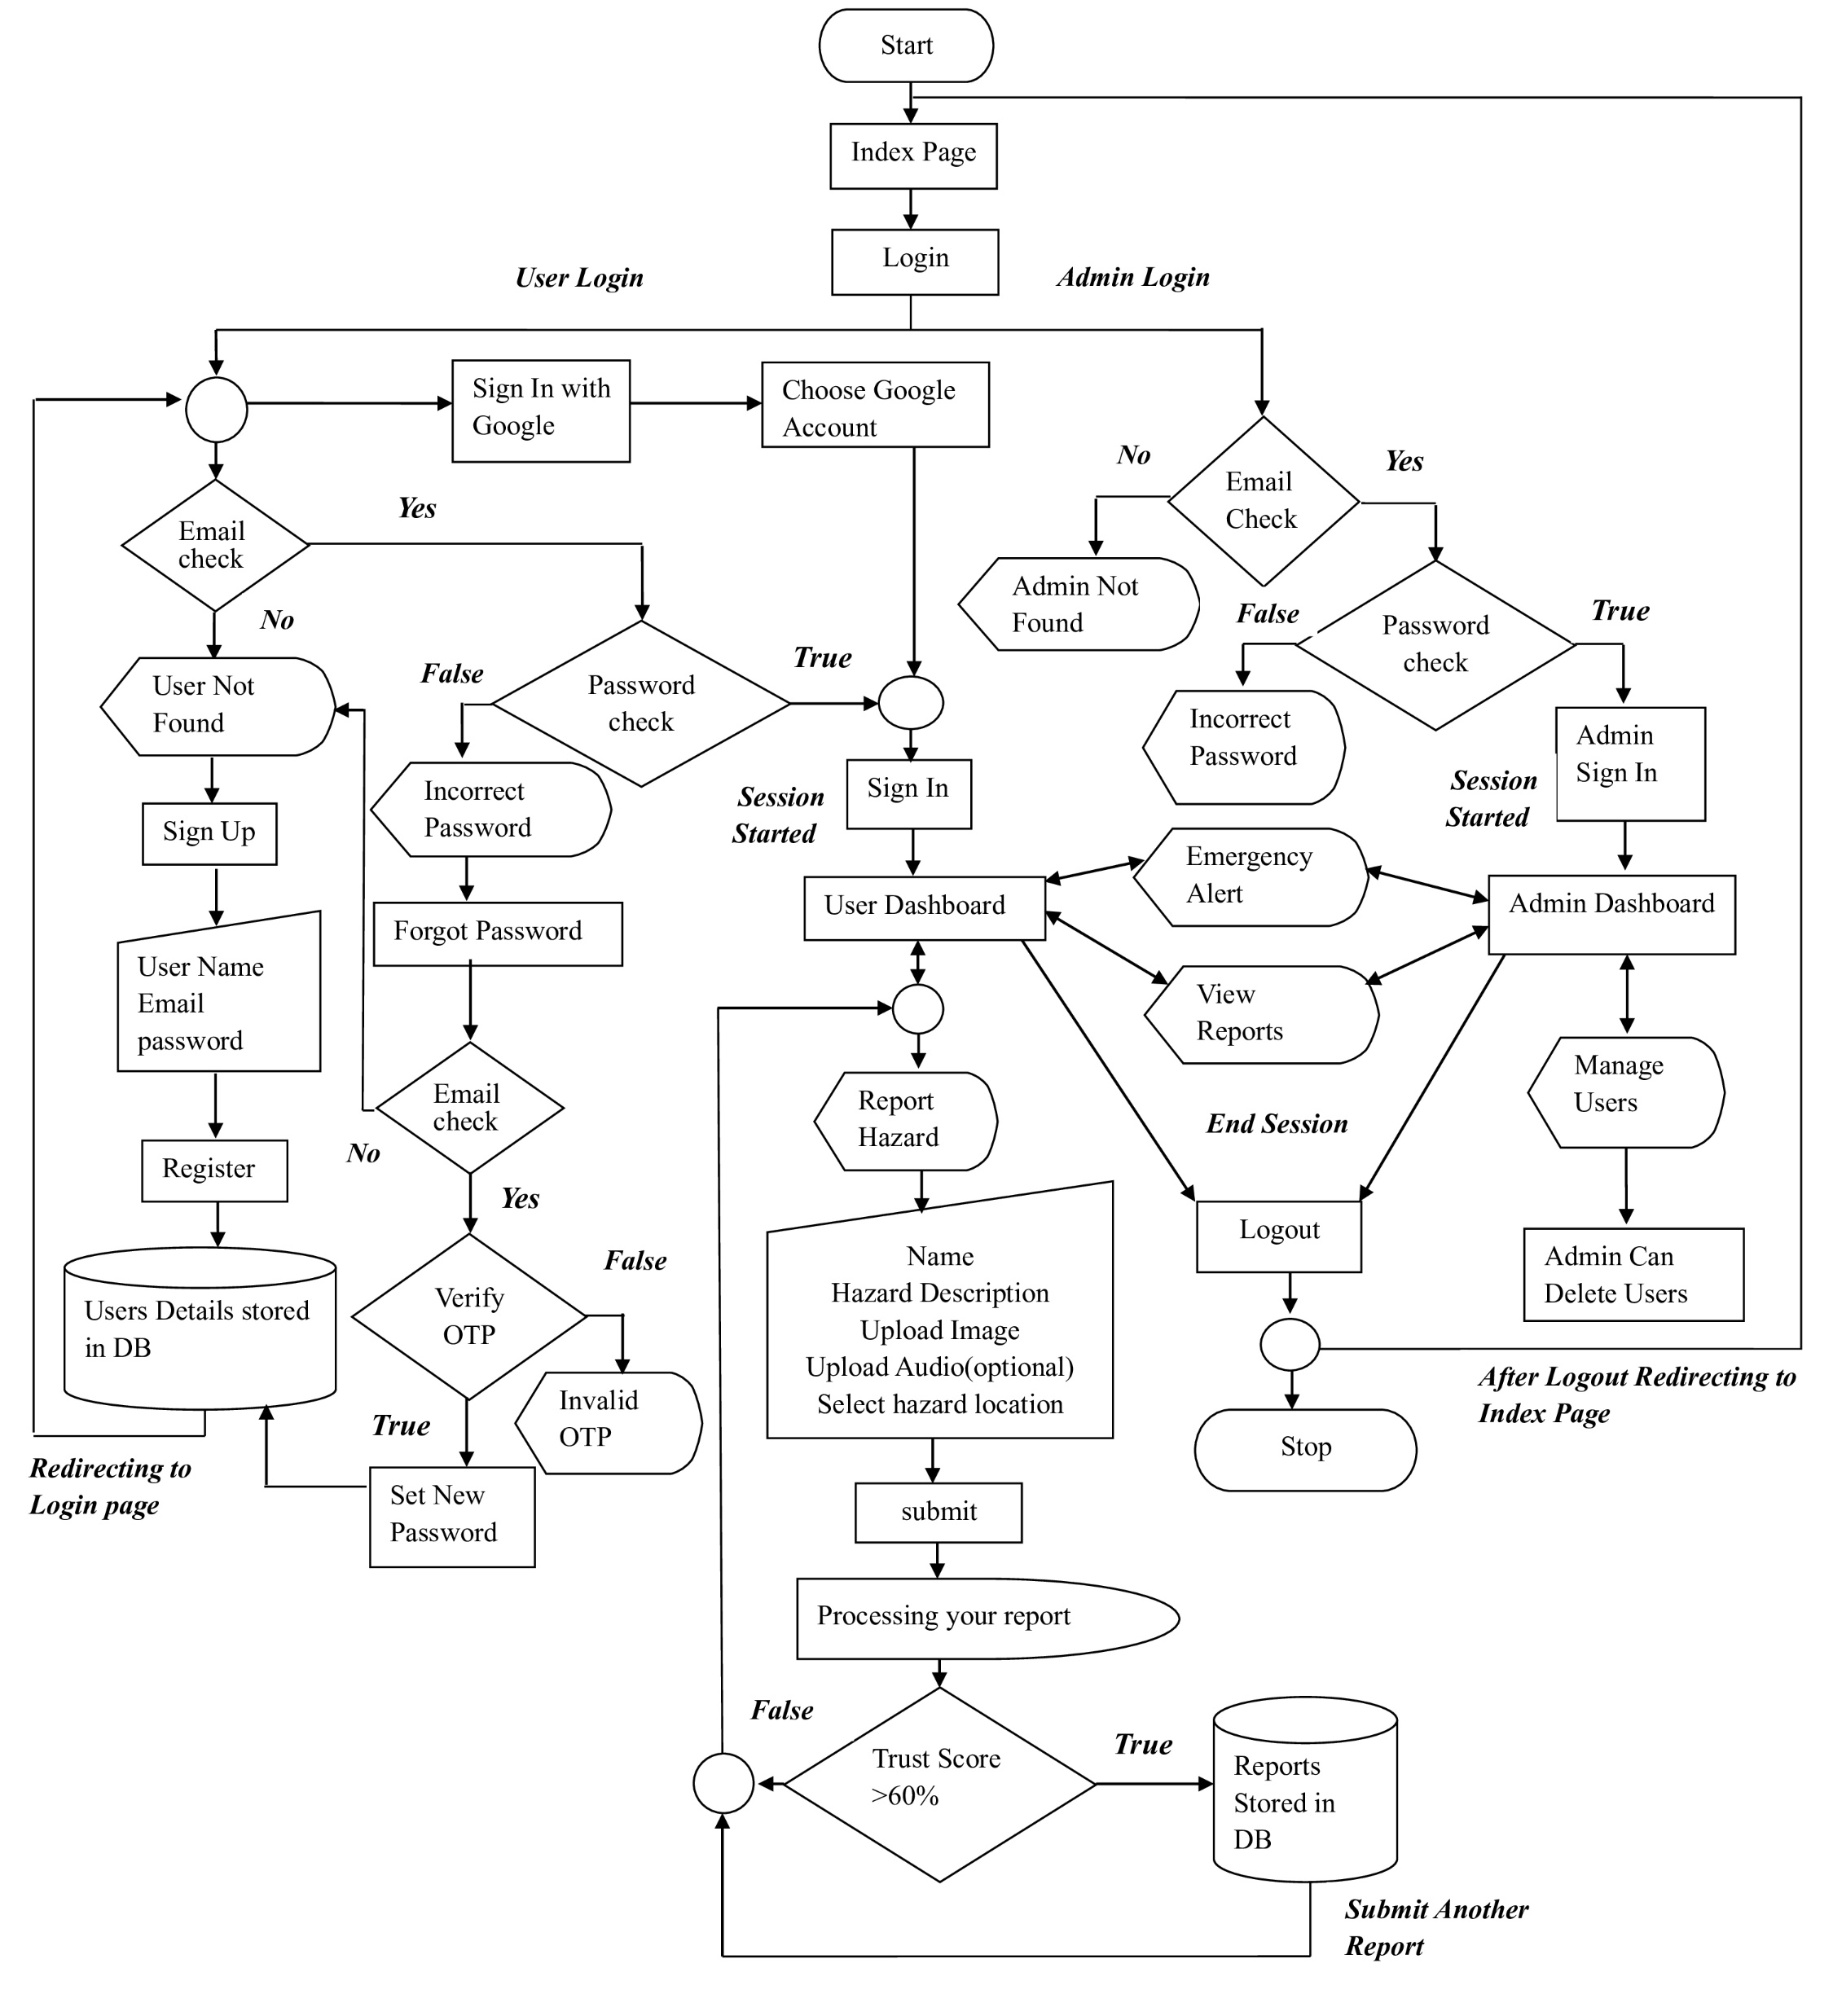 Start
Index Page
Login
User Login
Admin Login
Sign In with
Google
Choose Google
Account
No
Email
Check
Yes
Email
check
Yes
No
Admin Not
Found
False
Password
check
True
User Not
Found
False
Password
check
True
Incorrect
Password
Admin
Sign In
Sign Up
Incorrect
Password
Session
Started
Sign In
Session
Started
Emergency
Alert
User Dashboard
Admin Dashboard
Forgot Password
User Name
Email
password
View
Reports
Email
check
No
Report
Hazard
End Session
Manage
Users
Register
Yes
Logout
Admin Can
Delete Users
Users Details stored
in DB
Verify
OTP
False
Name
Hazard Description
Upload Image
Upload Audio(optional)
Select hazard location
After Logout Redirecting to
Index Page
Invalid
OTP
True
Stop
Redirecting to
Login page
Set New
Password
submit
Processing your report
False
Trust Score
>60%
True
Reports
Stored in
DB
Submit Another
Report